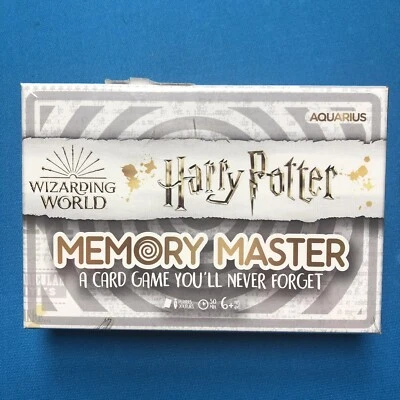 AQUARIUS
WIZARDING
WORLD
Harry Potter
MEMORY MASTER
A CARD GAME YOU'LL NEVER FORGET
6+